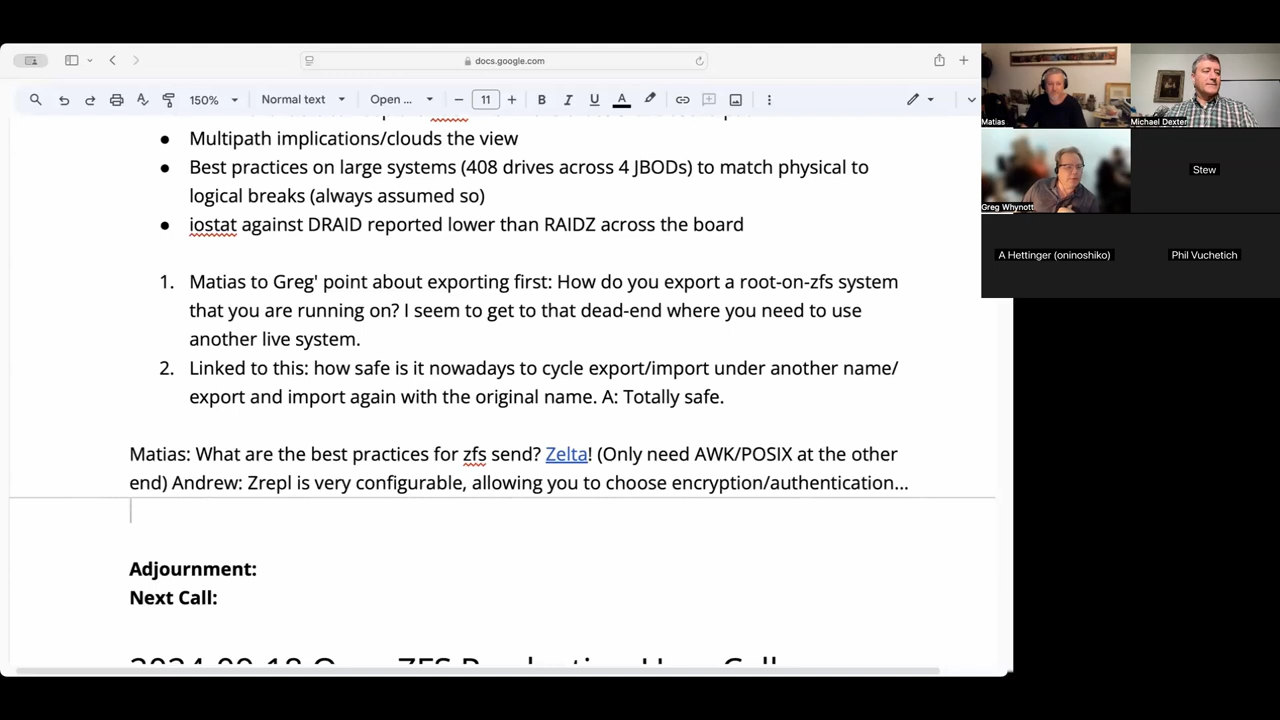 docs.google.com
150%
Normal text
Open ...
11
Multipath implications/clouds the view
Best practices on large systems (408 drives across 4 JBODs) to match physical to
logical breaks (always assumed so)
iostat against DRAID reported lower than RAIDZ across the board
1. Matias to Greg' point about exporting first: How do you export a root-on-zfs system
that you are running on? I seem to get to that dead-end where you need to use
another live system.
2. Linked to this: how safe is it nowadays to cycle export/import under another name/
export and import again with the original name. A: Totally safe.
Matias: What are the best practices for zfs send? Zelta! (Only need AWK/POSIX at the other
end) Andrew: Zrepl is very configurable, allowing you to choose encryption/authentication...
Adjournment:
Next Call:
Matias
Michael Dexter
Greg Whynott
Stew
A Hettinger (oninoshiko)
Phil Vuchetich